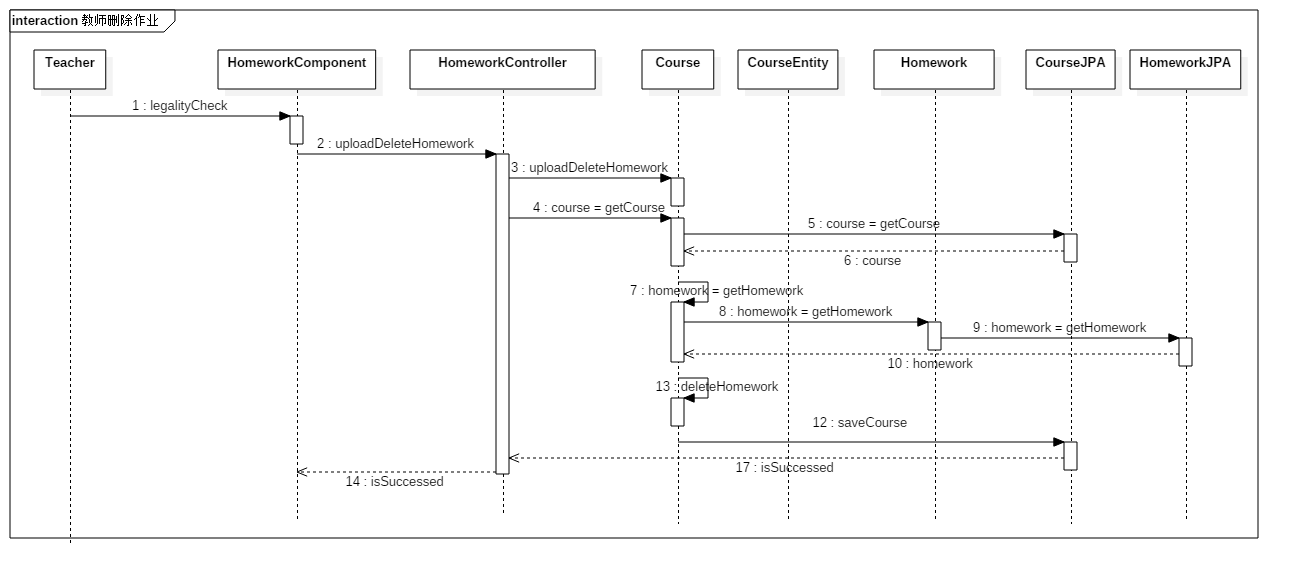 interaction 教师删除作业
Teacher
HomeworkComponent
HomeworkController
Course
CourseEntity
Homework
CourseJPA
HomeworkJPA
1 : legalityCheck
2 : uploadDeleteHomework
3 : uploadDeleteHomework
4 : course = getCourse
5 : course = getCourse
6 : course
7 : homework = getHomework
8 : homework = getHomework
9 : homework = getHomework
10 : homework
13 : deleteHomework
12 : saveCourse
17 : isSuccessed
14 : isSuccessed